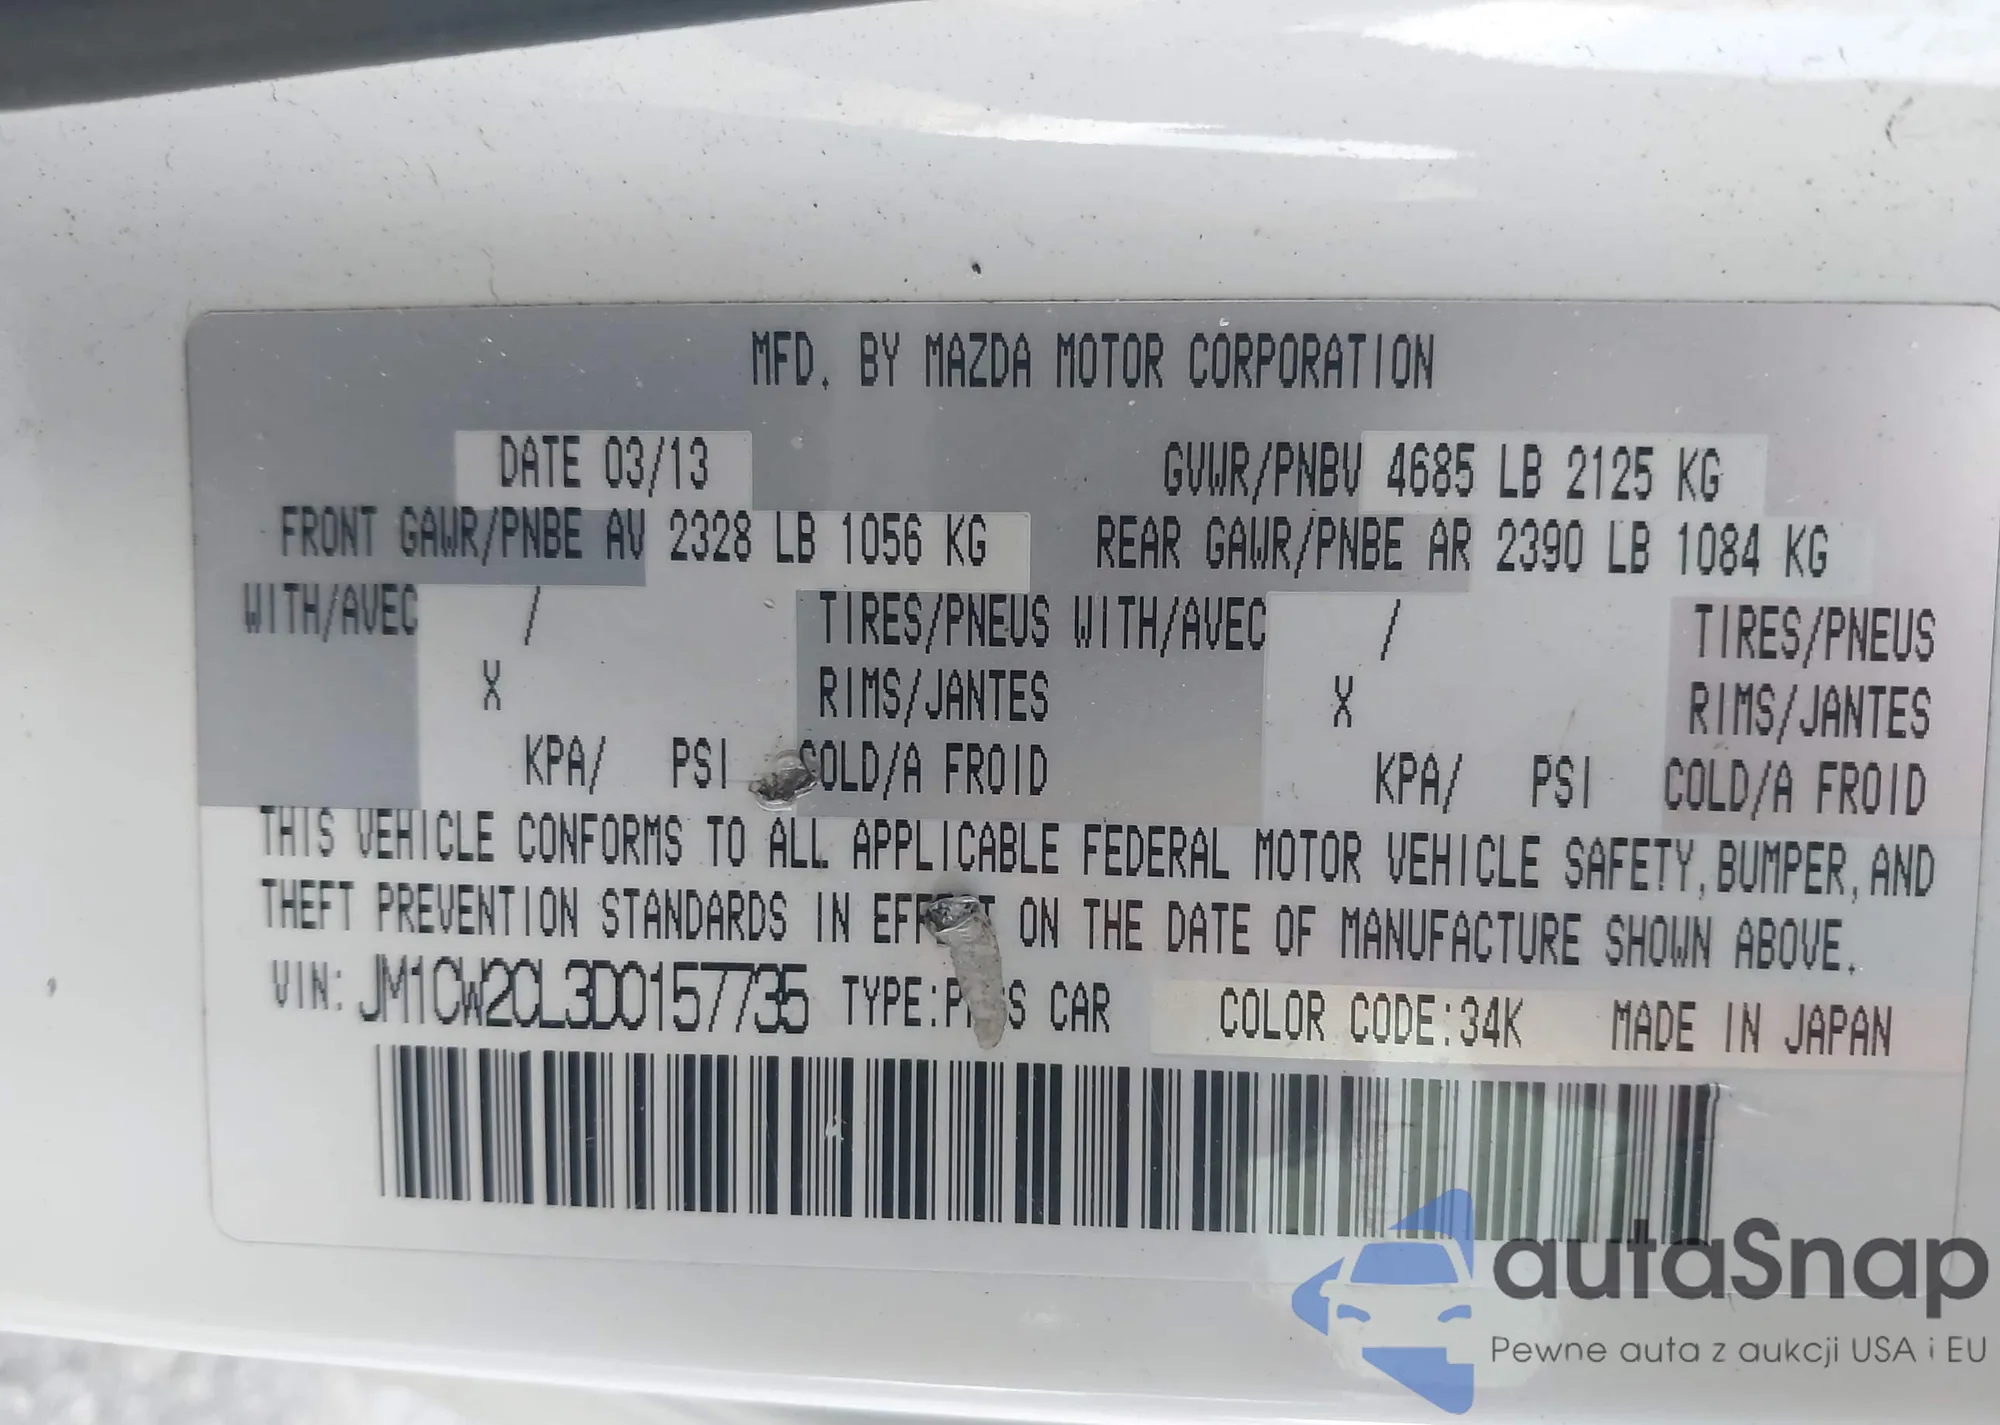 MFD. BY MAZDA MOTOR CORPORATION
DATE 03/13 GVWR/PNBV 4685 LB 2125 KG
FRONT GAWR/PNBE AV 2328 LB 1056 KG REAR GAWR/PNBE AR 2390 LB 1084 KG
WITH/AVEC / TIRES/PNEUS WITH/AVEC / TIRES/PNEUS
X RIMS/JANTES X RIMS/JANTES
KPA/ PSI COLD/A FROID KPA/ PSI COLD/A FROID
THIS VEHICLE CONFORMS TO ALL APPLICABLE FEDERAL MOTOR VEHICLE SAFETY, BUMPER, AND
THEFT PREVENTION STANDARDS IN EFFECT ON THE DATE OF MANUFACTURE SHOWN ABOVE.
VIN: JM1CW2CL3D0157735 TYPE: PASS CAR COLOR CODE: 34K MADE IN JAPAN
autaSnap
Pewne auta z aukcji USA i EU